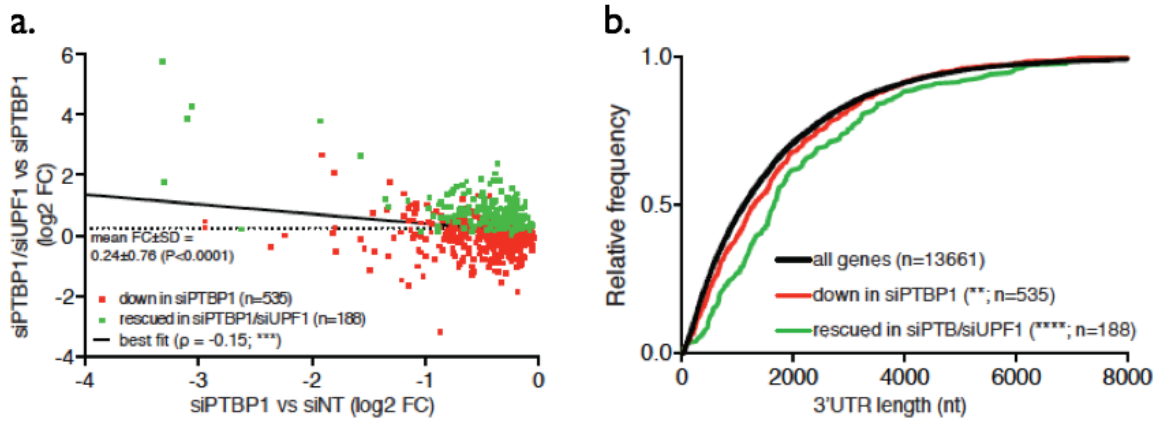 a.
siPTBP1/siUPF1 vs siPTBP1
(log2 FC)
6
4
2
0
-2
-4
mean FC±SD =
0.24±0.76 (P<0.0001)
down in siPTBP1 (n=535)
rescued in siPTBP1/siUPF1 (n=188)
best fit (ρ = -0.15; ***)
-4 -3 -2 -1 0
siPTBP1 vs siNT (log2 FC)
b.
Relative frequency
1.0
0.5
0.0
all genes (n=13661)
down in siPTBP1 (**; n=535)
rescued in siPTB/siUPF1 (****; n=188)
0 2000 4000 6000 8000
3'UTR length (nt)